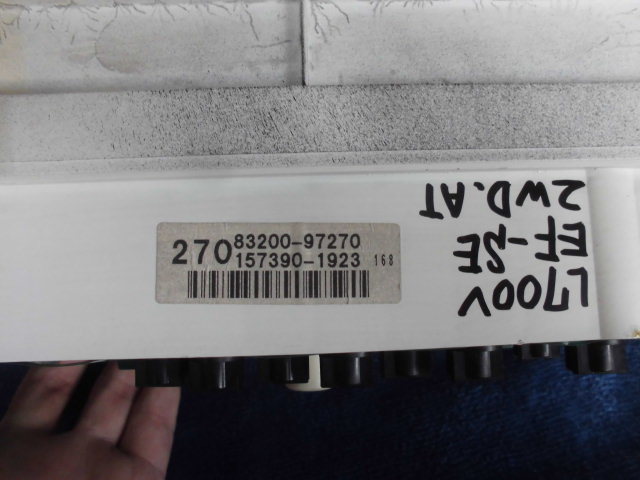 270
83200-97270
157390-1923 168
L700V
EF-SE
2WD.AT